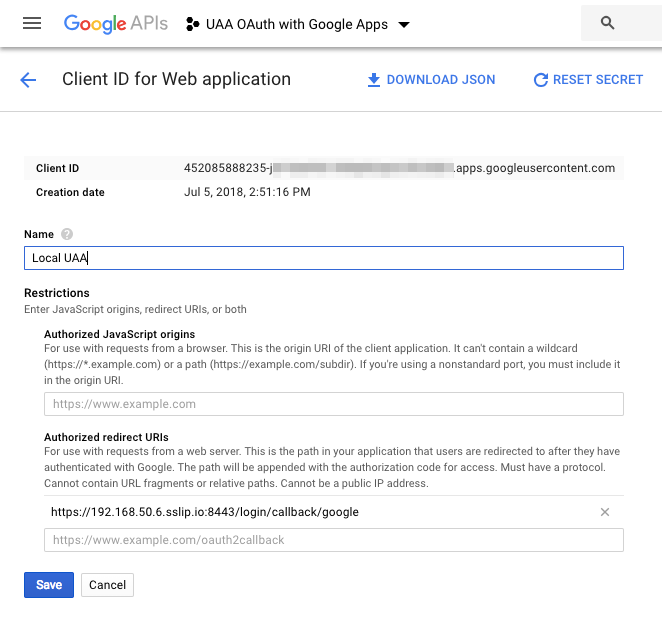 Google APIs UAA OAuth with Google Apps
Client ID for Web application DOWNLOAD JSON RESET SECRET
Client ID 452085888235-j .apps.googleusercontent.com
Creation date Jul 5, 2018, 2:51:16 PM
Name ?
Local UAA
Restrictions
Enter JavaScript origins, redirect URIs, or both
Authorized JavaScript origins
For use with requests from a browser. This is the origin URI of the client application. It can't contain a wildcard
(https://*.example.com) or a path (https://example.com/subdir). If you're using a nonstandard port, you must include it
in the origin URI.
https://www.example.com
Authorized redirect URIs
For use with requests from a web server. This is the path in your application that users are redirected to after they have
authenticated with Google. The path will be appended with the authorization code for access. Must have a protocol.
Cannot contain URL fragments or relative paths. Cannot be a public IP address.
https://192.168.50.6.sslip.io:8443/login/callback/google
https://www.example.com/oauth2callback
Save Cancel